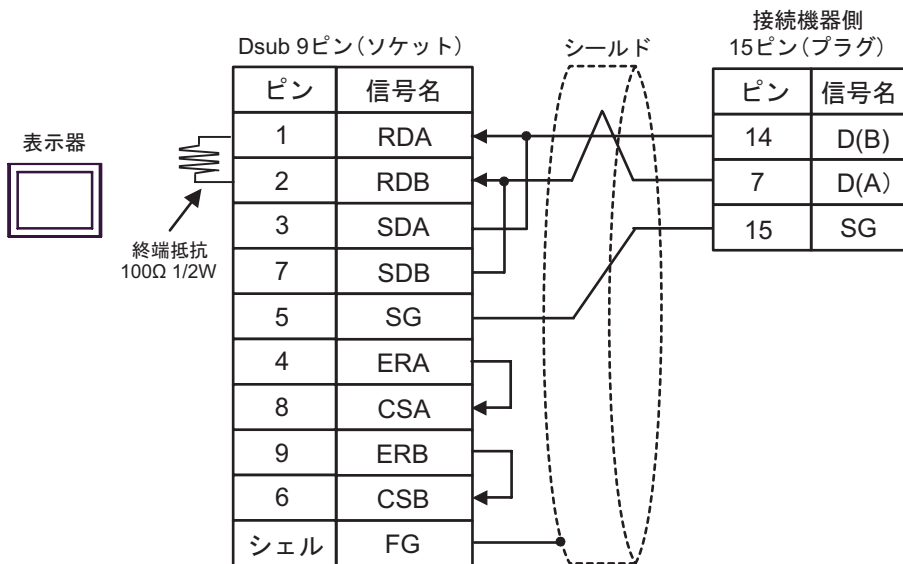 接続機器側
Dsub 9ピン(ソケット) シールド 15ピン(プラグ)
ピン 信号名 ピン 信号名
1 RDA 14 D(B)
表示器
2 RDB 7 D(A)
3 SDA 15 SG
終端抵抗
100Ω 1/2W
7 SDB
5 SG
4 ERA
8 CSA
9 ERB
6 CSB
シェル FG